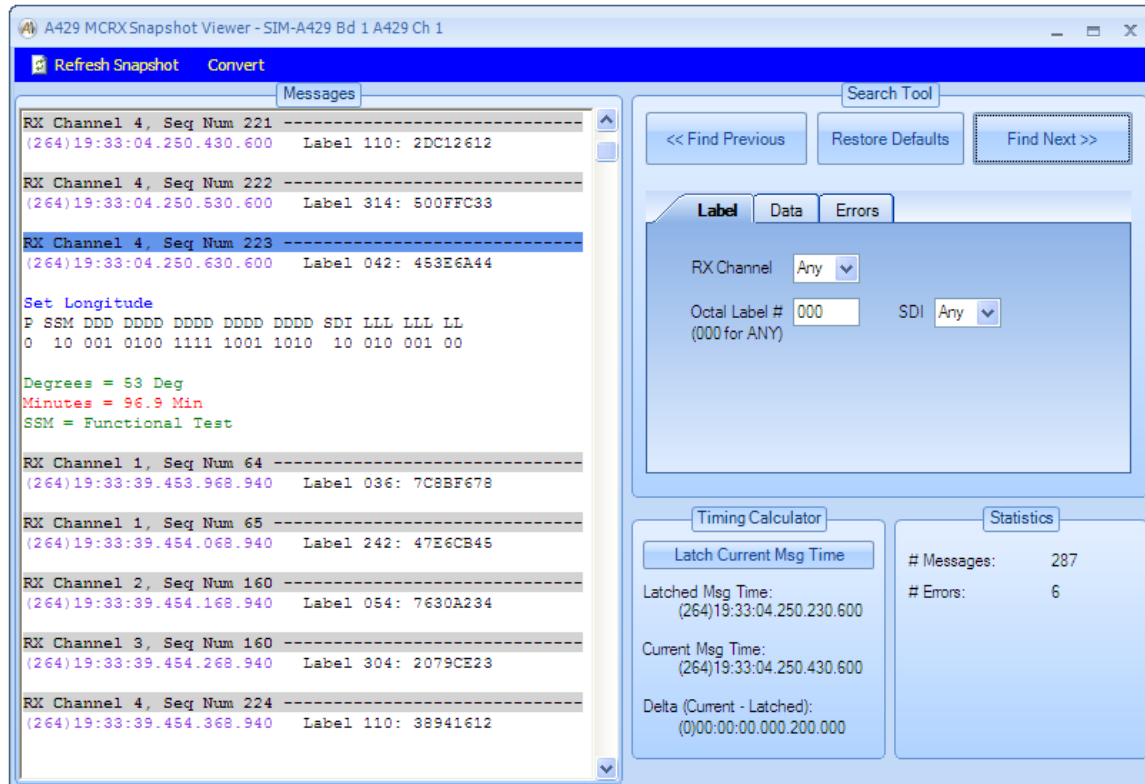 A429 MCRX Snapshot Viewer - SIM-A429 Bd 1 A429 Ch 1
Refresh Snapshot Convert
Messages
RX Channel 4, Seq Num 221 ------------------------------
(264)19:33:04.250.430.600 Label 110: 2DC12612
RX Channel 4, Seq Num 222 ------------------------------
(264)19:33:04.250.530.600 Label 314: 500FFC33
RX Channel 4, Seq Num 223 ------------------------------
(264)19:33:04.250.630.600 Label 042: 453E6A44
Set Longitude
P SSM DDD DDDD DDDD DDDD DDDD SDI LLL LLL LL
0 10 001 0100 1111 1001 1010 10 010 001 00
Degrees = 53 Deg
Minutes = 96.9 Min
SSM = Functional Test
RX Channel 1, Seq Num 64 -------------------------------
(264)19:33:39.453.968.940 Label 036: 7C8BF678
RX Channel 1, Seq Num 65 -------------------------------
(264)19:33:39.454.068.940 Label 242: 47E6CB45
RX Channel 2, Seq Num 160 ------------------------------
(264)19:33:39.454.168.940 Label 054: 7630A234
RX Channel 3, Seq Num 160 ------------------------------
(264)19:33:39.454.268.940 Label 304: 2079CE23
RX Channel 4, Seq Num 224 ------------------------------
(264)19:33:39.454.368.940 Label 110: 38941612
Search Tool
<< Find Previous Restore Defaults Find Next >>
Label Data Errors
RX Channel Any
Octal Label # 000 SDI Any
(000 for ANY)
Timing Calculator
Latch Current Msg Time
Latched Msg Time:
(264)19:33:04.250.230.600
Current Msg Time:
(264)19:33:04.250.430.600
Delta (Current - Latched):
(0)00:00:00.000.200.000
Statistics
# Messages: 287
# Errors: 6